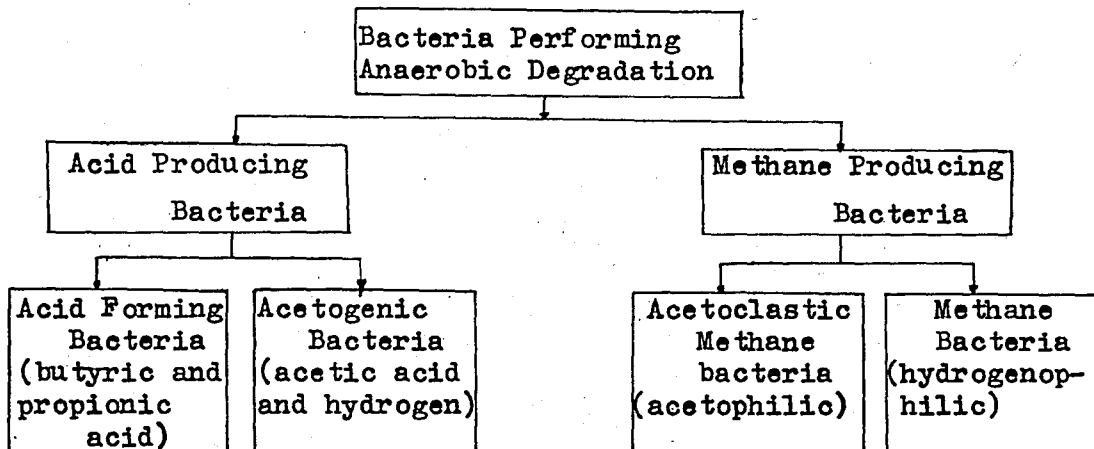 Bacteria Performing
Anaerobic Degradation
Acid Producing
Bacteria
Methane Producing
Bacteria
Acid Forming
Bacteria
(butyric and
propionic
acid)
Acetogenic
Bacteria
(acetic acid
and hydrogen)
Acetoclastic
Methane
bacteria
(acetophilic)
Methane
Bacteria
(hydrogenop-
hilic)